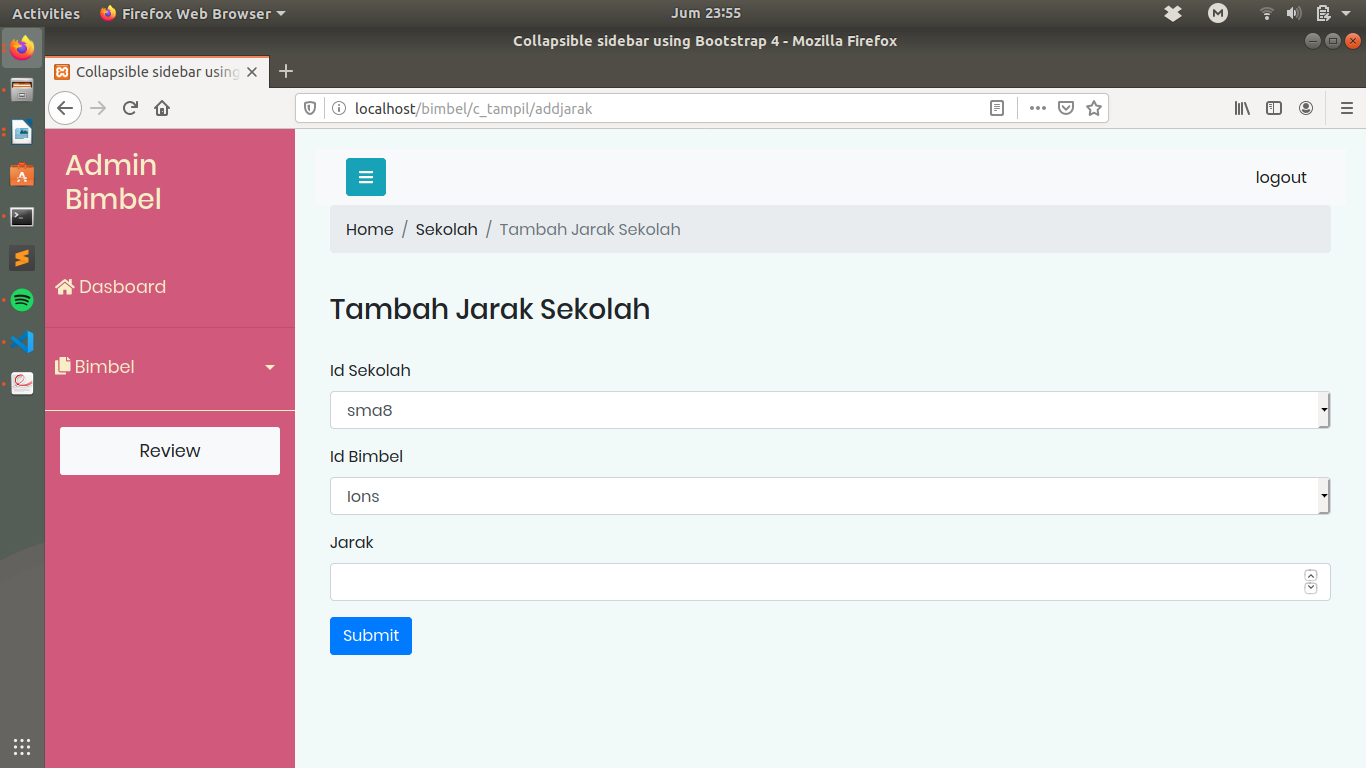 Activities
Firefox Web Browser
Jum 23:55
M
Collapsible sidebar using Bootstrap 4 - Mozilla Firefox
Collapsible sidebar using
localhost/bimbel/c_tampil/addjarak
Admin
Bimbel
logout
Home / Sekolah / Tambah Jarak Sekolah
Dasboard
Tambah Jarak Sekolah
Bimbel
Id Sekolah
sma8
Review
Id Bimbel
Ions
Jarak
Submit